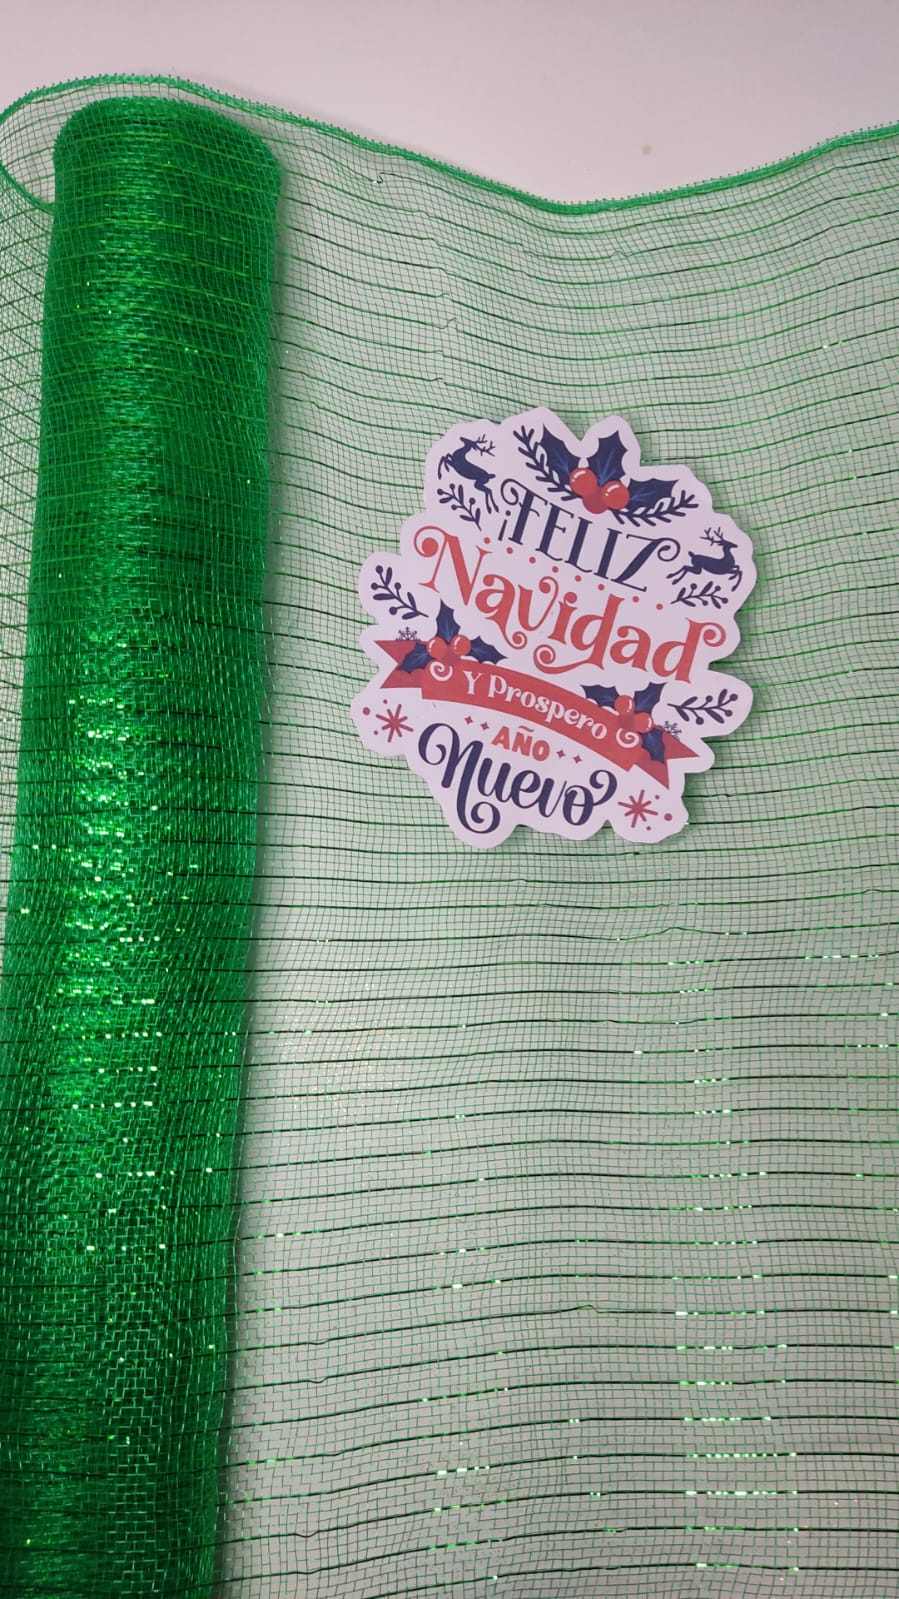 ¡FELIZ
Navidad
Y Prospero
AÑO
Nuevo